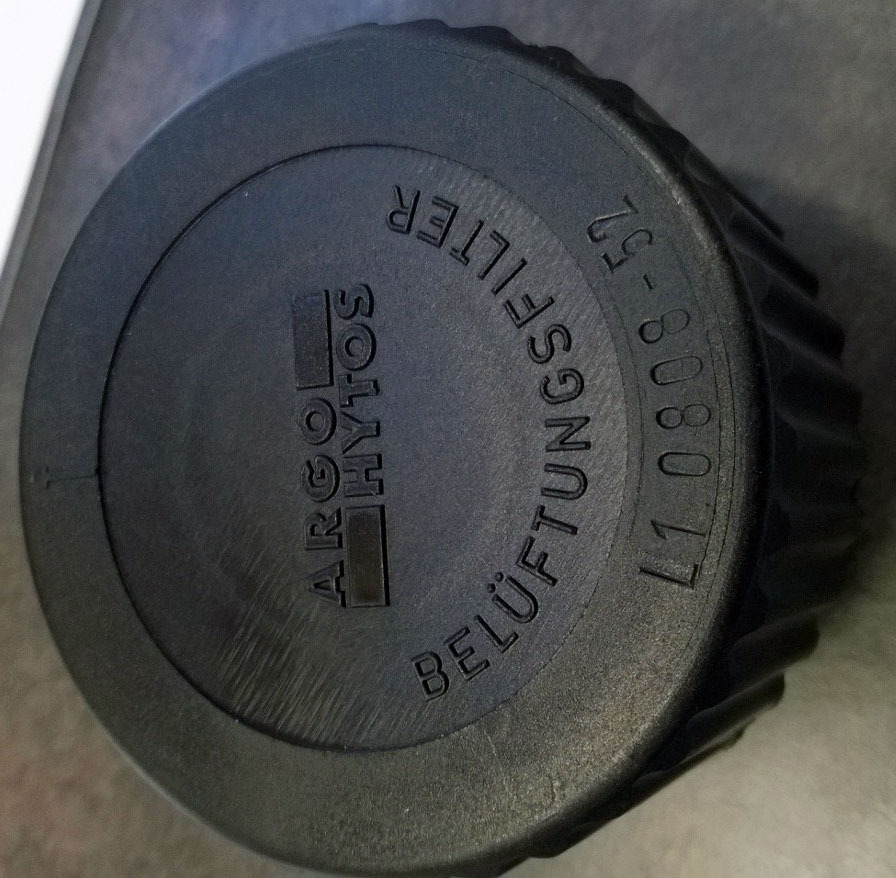 ARGO
HYTOS
BELÜFTUNGSFILTER
L1.0808-52